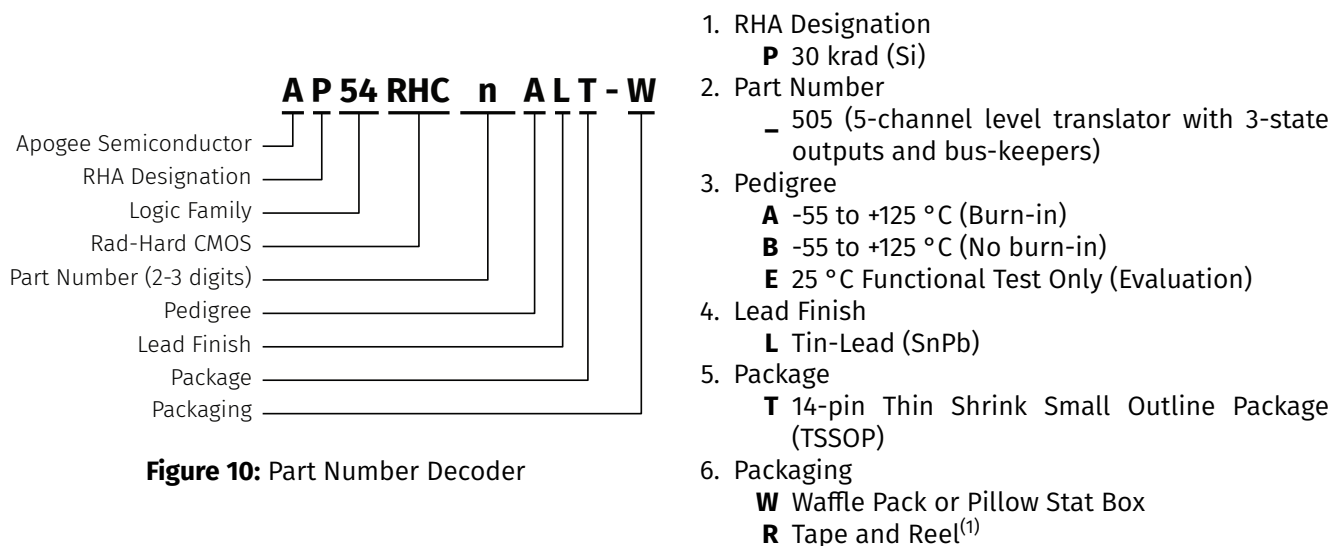 A P 54 RHC n A L T - W
Apogee Semiconductor
RHA Designation
Logic Family
Rad-Hard CMOS
Part Number (2-3 digits)
Pedigree
Lead Finish
Package
Packaging
Figure 10: Part Number Decoder
1. RHA Designation
P 30 krad (Si)
2. Part Number
_ 505 (5-channel level translator with 3-state
outputs and bus-keepers)
3. Pedigree
A -55 to +125 °C (Burn-in)
B -55 to +125 °C (No burn-in)
E 25 °C Functional Test Only (Evaluation)
4. Lead Finish
L Tin-Lead (SnPb)
5. Package
T 14-pin Thin Shrink Small Outline Package
(TSSOP)
6. Packaging
W Waffle Pack or Pillow Stat Box
R Tape and Reel(1)